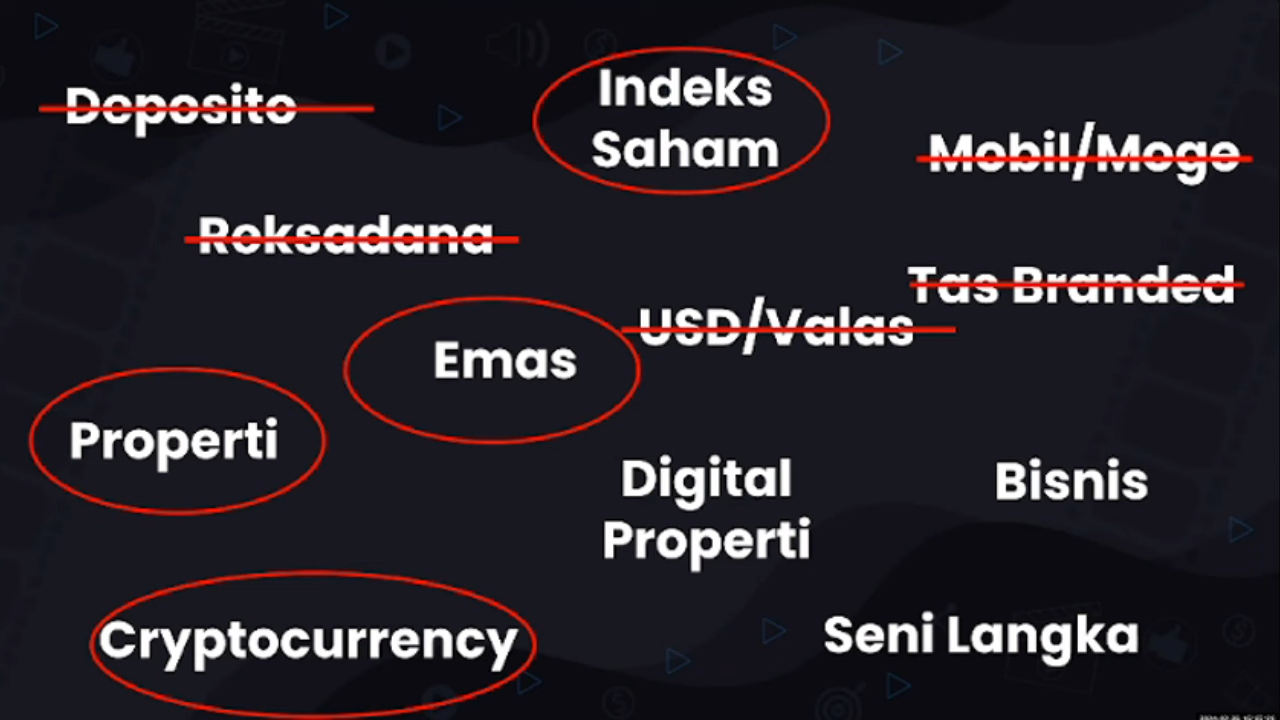 Deposito
Indeks
Saham
Mobil/Moge
Reksadana
Tas Branded
USD/Valas
Emas
Properti
Digital
Properti
Bisnis
Cryptocurrency
Seni Langka